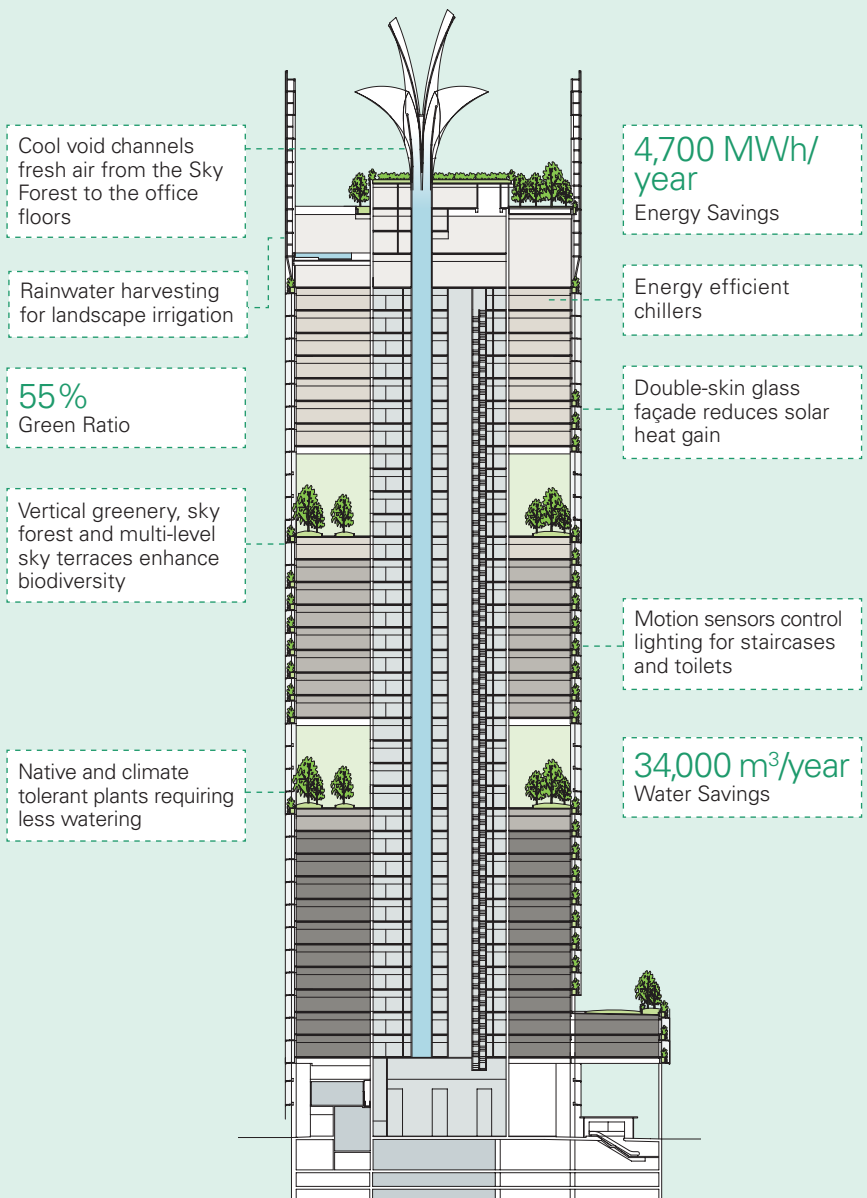 Cool void channels
fresh air from the Sky
Forest to the office
floors
Rainwater harvesting
for landscape irrigation
55%
Green Ratio
Vertical greenery, sky
forest and multi-level
sky terraces enhance
biodiversity
Native and climate
tolerant plants requiring
less watering
4,700 MWh/
year
Energy Savings
Energy efficient
chillers
Double-skin glass
façade reduces solar
heat gain
Motion sensors control
lighting for staircases
and toilets
34,000 m³/year
Water Savings